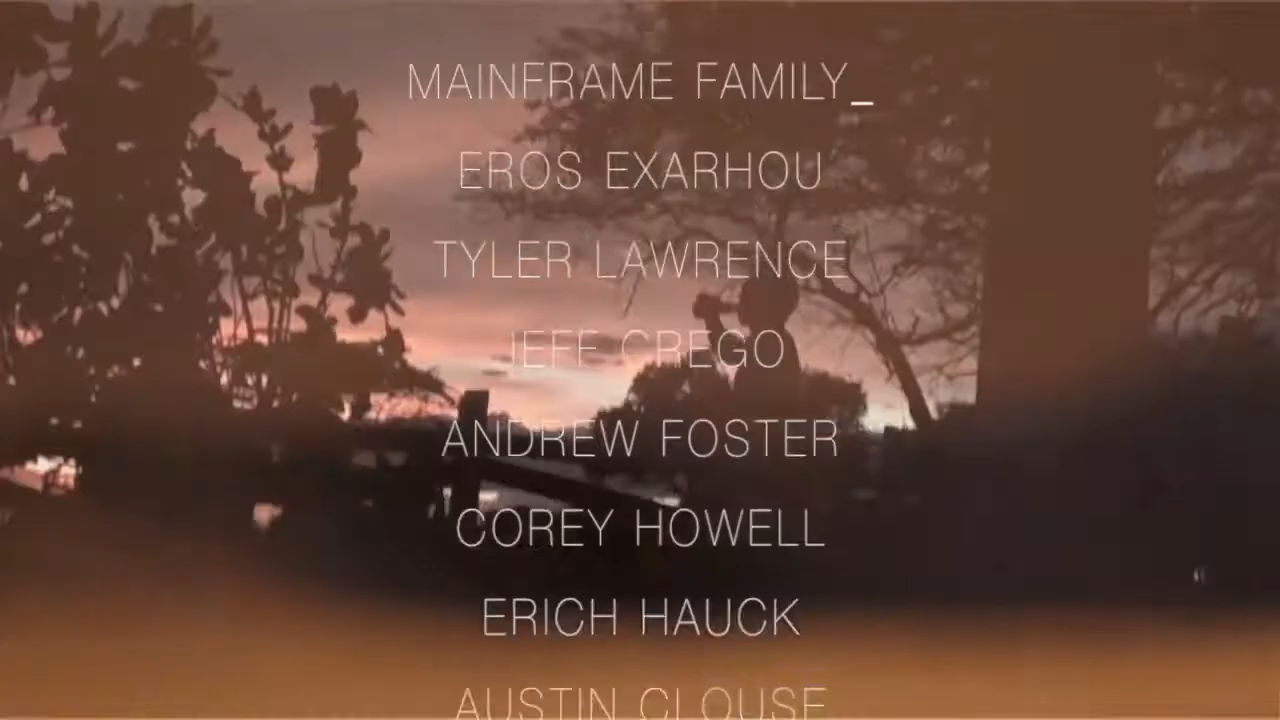 MAINFRAME FAMILY_
EROS EXARHOU
TYLER LAWRENCE
JEFF CREGO
ANDREW FOSTER
COREY HOWELL
ERICH HAUCK
AUSTIN CLOUSE